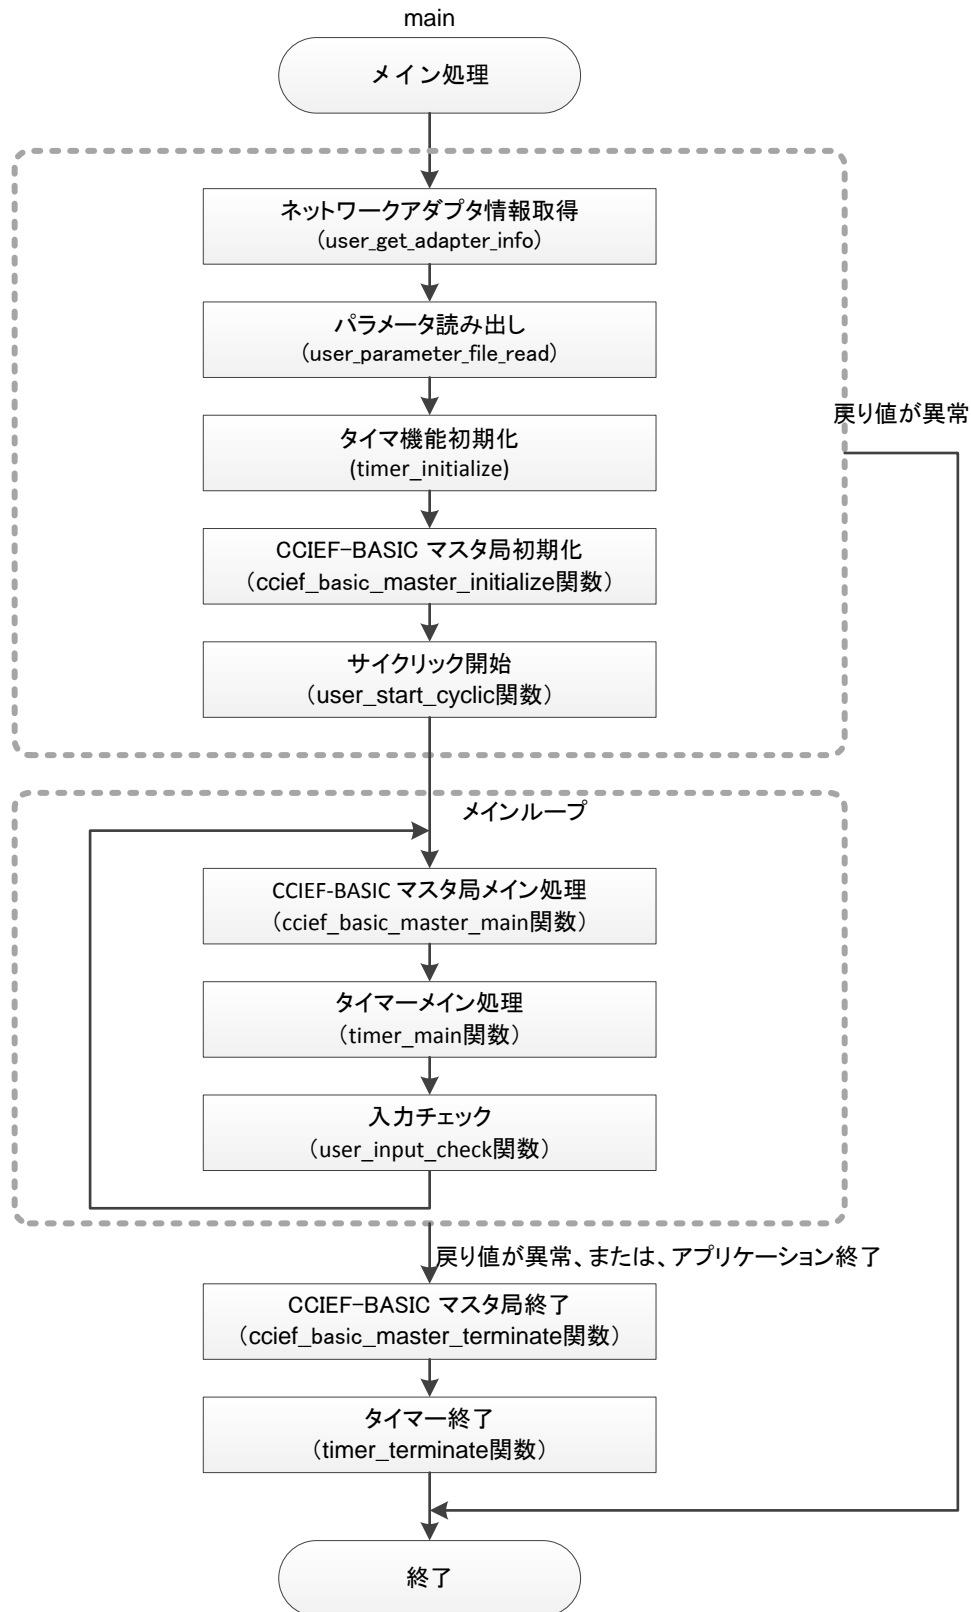 main
メイン処理
ネットワークアダプタ情報取得
(user_get_adapter_info)
パラメータ読み出し
(user_parameter_file_read)
戻り値が異常
タイマ機能初期化
(timer_initialize)
CCIEF-BASIC マスタ局初期化
(ccief_basic_master_initialize関数)
サイクリック開始
(user_start_cyclic関数)
メインループ
CCIEF-BASIC マスタ局メイン処理
(ccief_basic_master_main関数)
タイマーメイン処理
(timer_main関数)
入力チェック
(user_input_check関数)
戻り値が異常、または、アプリケーション終了
CCIEF-BASIC マスタ局終了
(ccief_basic_master_terminate関数)
タイマー終了
(timer_terminate関数)
終了